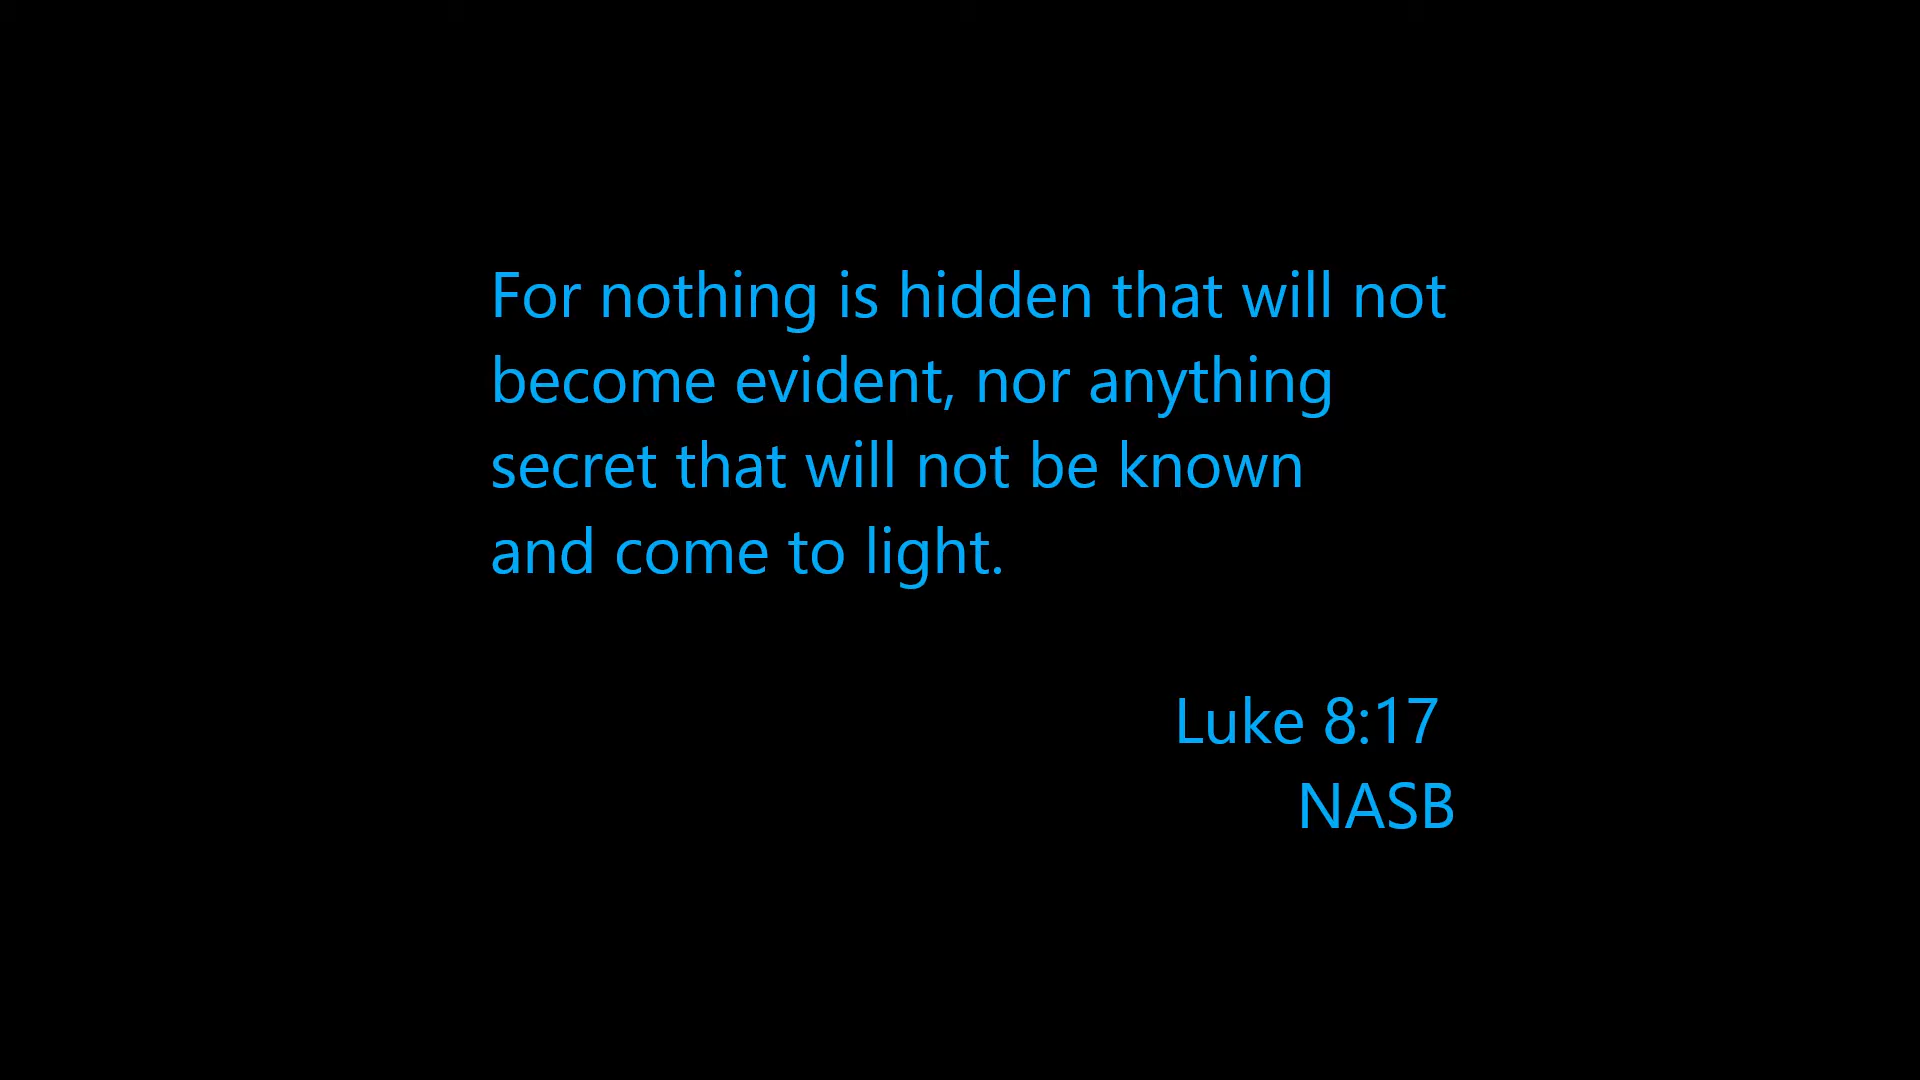 For nothing is hidden that will not
become evident, nor anything
secret that will not be known
and come to light.
Luke 8:17
NASB